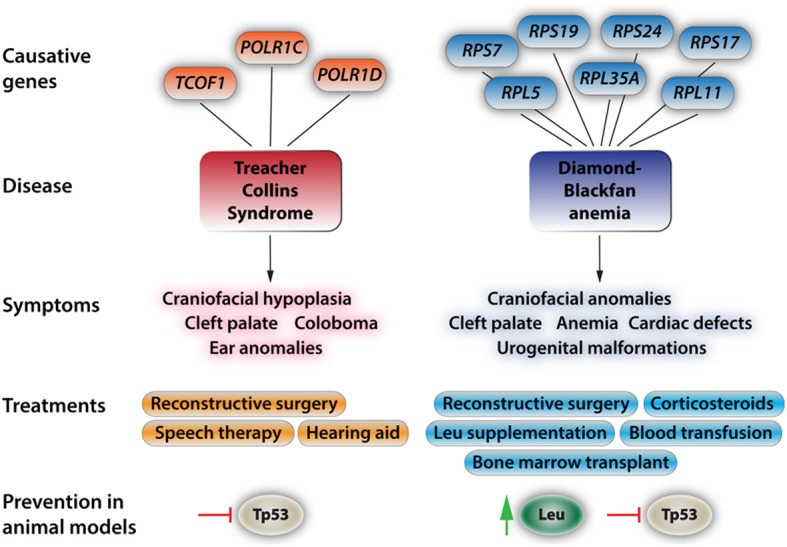 Causative
genes
TCOF1
POLR1C
POLR1D
RPS7
RPS19
RPS24
RPS17
RPL5
RPL35A
RPL11
Disease
Treacher
Collins
Syndrome
Diamond-
Blackfan
anemia
Symptoms
Craniofacial hypoplasia
Cleft palate Coloboma
Ear anomalies
Craniofacial anomalies
Cleft palate Anemia Cardiac defects
Urogenital malformations
Treatments
Reconstructive surgery
Speech therapy Hearing aid
Reconstructive surgery Corticosteroids
Leu supplementation Blood transfusion
Bone marrow transplant
Prevention in
animal models
Tp53
Leu
Tp53